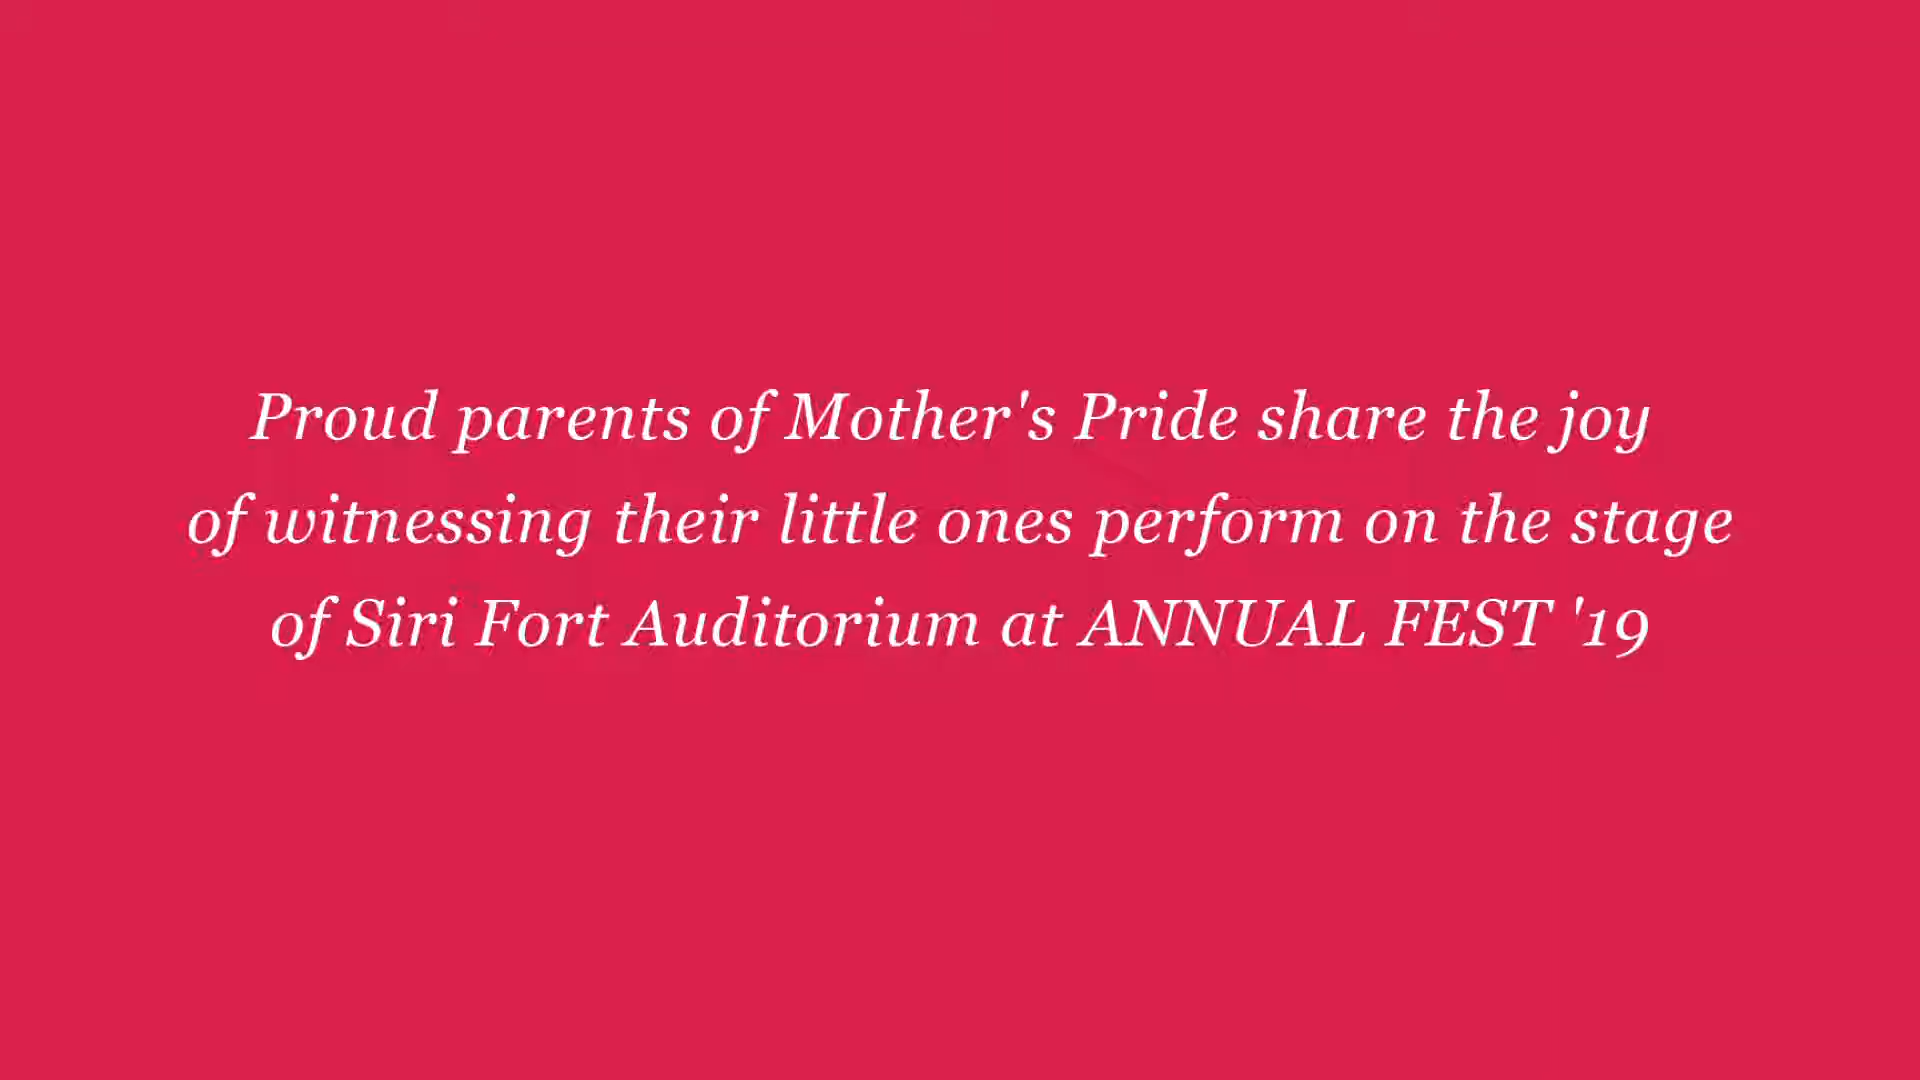 Proud parents of Mother's Pride share the joy
of witnessing their little ones perform on the stage
of Siri Fort Auditorium at ANNUAL FEST '19